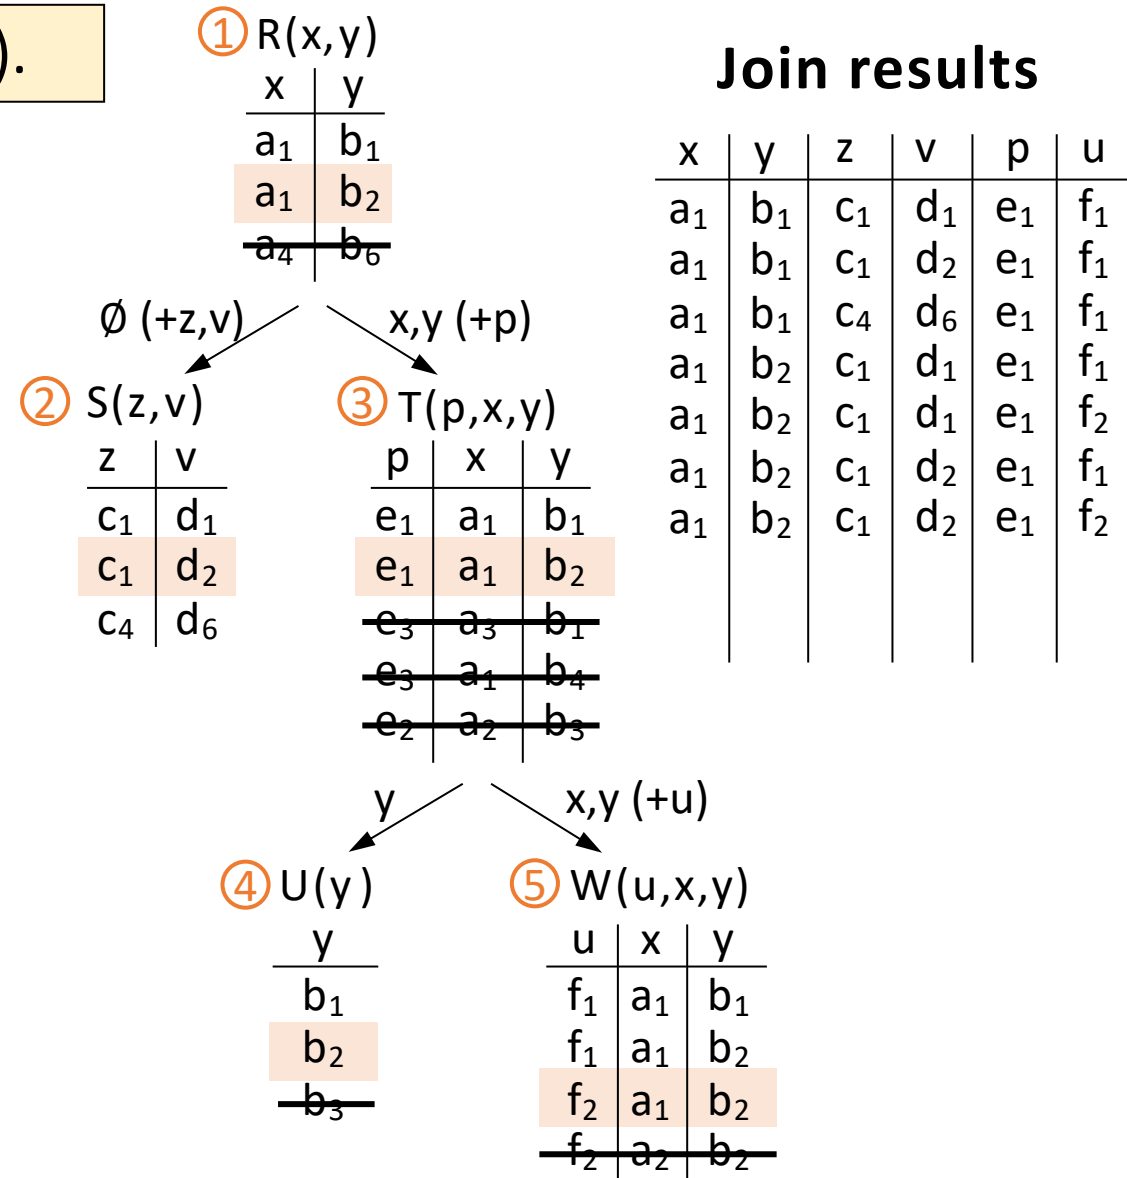 ).
① R(x,y)
x y
a₁ b₁
a₁ b₂
a₄ b₆
Ø (+z,v)
x,y (+p)
② S(z,v)
z v
c₁ d₁
c₁ d₂
c₄ d₆
③ T(p,x,y)
p x y
e₁ a₁ b₁
e₁ a₁ b₂
e₃ a₃ b₁
e₃ a₁ b₄
e₂ a₂ b₃
y
x,y (+u)
④ U(y)
y
b₁
b₂
b₃
⑤ W(u,x,y)
u x y
f₁ a₁ b₁
f₁ a₁ b₂
f₂ a₁ b₂
f₂ a₂ b₂
Join results
x y z v p u
a₁ b₁ c₁ d₁ e₁ f₁
a₁ b₁ c₁ d₂ e₁ f₁
a₁ b₁ c₄ d₆ e₁ f₁
a₁ b₂ c₁ d₁ e₁ f₁
a₁ b₂ c₁ d₁ e₁ f₂
a₁ b₂ c₁ d₂ e₁ f₁
a₁ b₂ c₁ d₂ e₁ f₂